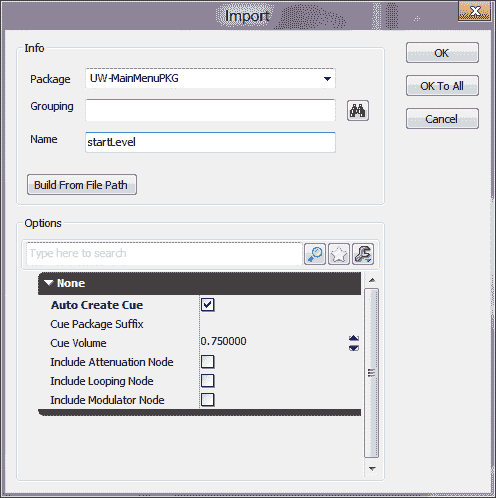 Import
Info
Package UW-MainMenuPKG
Grouping
Name startLevel
Build From File Path
OK
OK To All
Cancel
Options
Type here to search
None
Auto Create Cue
Cue Package Suffix
Cue Volume 0.750000
Include Attenuation Node
Include Looping Node
Include Modulator Node